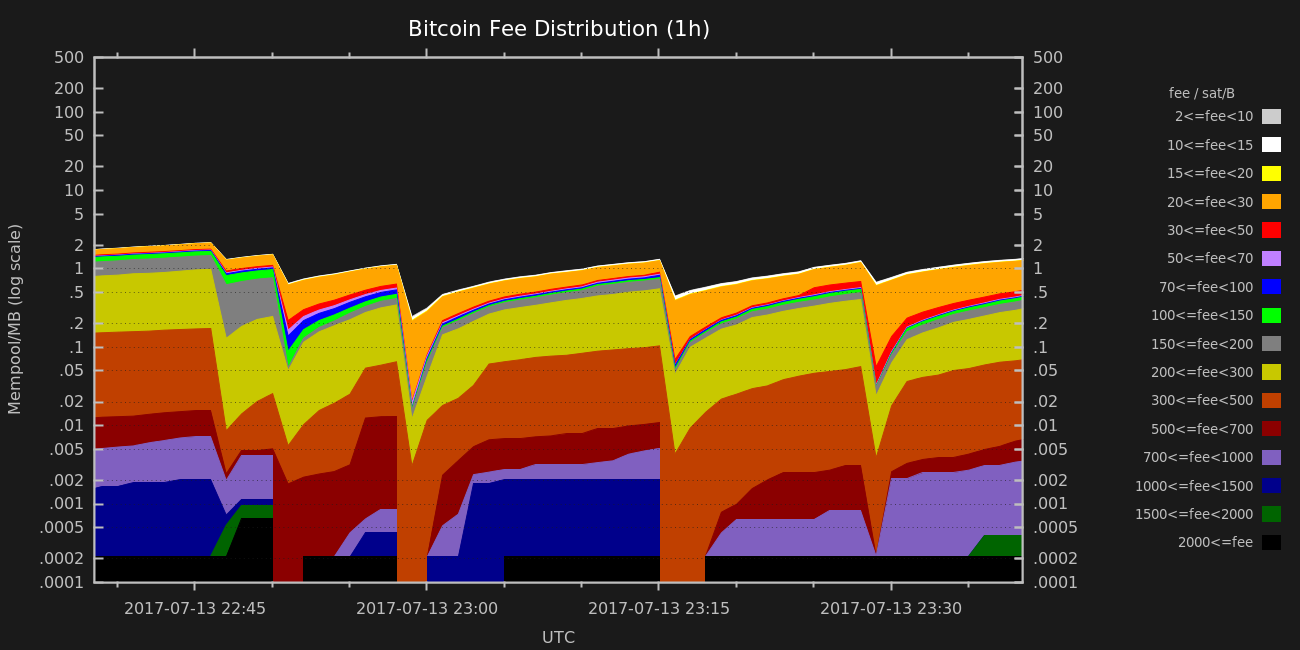 Bitcoin Fee Distribution (1h)
500
200
100
50
20
10
5
2
1
.5
.2
.1
.05
.02
.01
.005
.002
.001
.0005
.0002
.0001
Mempool/MB (log scale)
500
200
100
50
20
10
5
2
1
.5
.2
.1
.05
.02
.01
.005
.002
.001
.0005
.0002
.0001
2017-07-13 22:45
2017-07-13 23:00
2017-07-13 23:15
2017-07-13 23:30
UTC
fee / sat/B
2<=fee<10
10<=fee<15
15<=fee<20
20<=fee<30
30<=fee<50
50<=fee<70
70<=fee<100
100<=fee<150
150<=fee<200
200<=fee<300
300<=fee<500
500<=fee<700
700<=fee<1000
1000<=fee<1500
1500<=fee<2000
2000<=fee